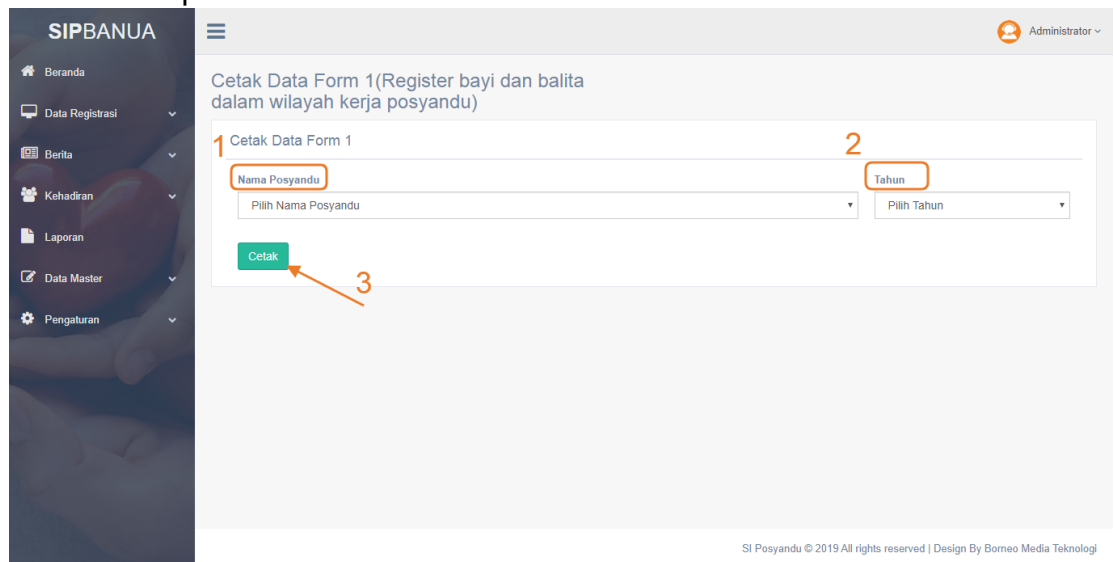 SIPBANUA
Administrator
Beranda
Data Registrasi
Berita
Kehadiran
Laporan
Data Master
Pengaturan
Cetak Data Form 1(Register bayi dan balita
dalam wilayah kerja posyandu)
1
Cetak Data Form 1
2
Nama Posyandu
Tahun
Pilih Nama Posyandu
Pilih Tahun
Cetak
3
SI Posyandu © 2019 All rights reserved | Design By Borneo Media Teknologi